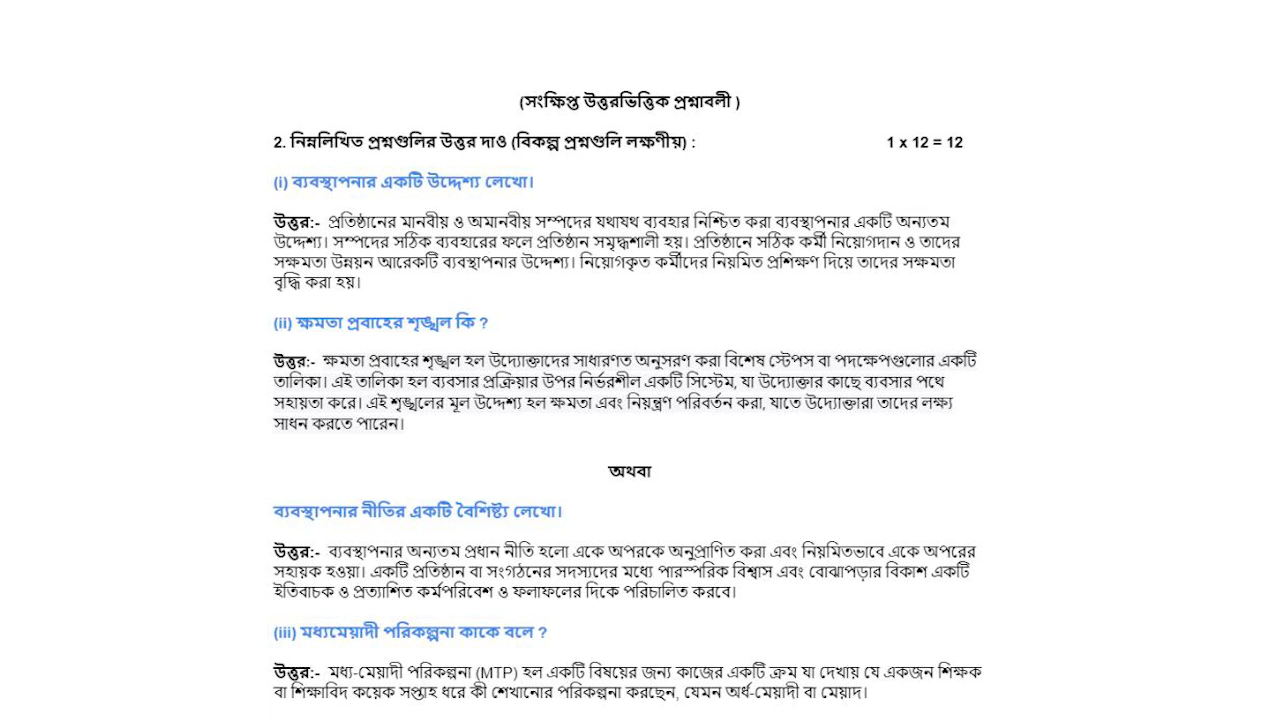 (সংক্ষিপ্ত উত্তরভিত্তিক প্রশ্নাবলী )
2. নিম্নলিখিত প্রশ্নগুলির উত্তর দাও (বিকল্প প্রশ্নগুলি লক্ষণীয়) : 1 x 12 = 12
(i) ব্যবস্থাপনার একটি উদ্দেশ্য লেখো।
উত্তর:- প্রতিষ্ঠানের মানবীয় ও অমানবীয় সম্পদের যথাযথ ব্যবহার নিশ্চিত করা ব্যবস্থাপনার একটি অন্যতম
উদ্দেশ্য। সম্পদের সঠিক ব্যবহারের ফলে প্রতিষ্ঠান সমৃদ্ধশালী হয়। প্রতিষ্ঠানে সঠিক কর্মী নিয়োগদান ও তাদের
সক্ষমতা উন্নয়ন আরেকটি ব্যবস্থাপনার উদ্দেশ্য। নিয়োগকৃত কর্মীদের নিয়মিত প্রশিক্ষণ দিয়ে তাদের সক্ষমতা
বৃদ্ধি করা হয়।
(ii) ক্ষমতা প্রবাহের শৃঙ্খল কি ?
উত্তর:- ক্ষমতা প্রবাহের শৃঙ্খল হল উদ্যোক্তাদের সাধারণত অনুসরণ করা বিশেষ স্টেপস বা পদক্ষেপগুলোর একটি
তালিকা। এই তালিকা হল ব্যবসার প্রক্রিয়ার উপর নির্ভরশীল একটি সিস্টেম, যা উদ্যোক্তার কাছে ব্যবসার পথে
সহায়তা করে। এই শৃঙ্খলের মূল উদ্দেশ্য হল ক্ষমতা এবং নিয়ন্ত্রণ পরিবর্তন করা, যাতে উদ্যোক্তারা তাদের লক্ষ্য
সাধন করতে পারেন।
অথবা
ব্যবস্থাপনার নীতির একটি বৈশিষ্ট্য লেখো।
উত্তর:- ব্যবস্থাপনার অন্যতম প্রধান নীতি হলো একে অপরকে অনুপ্রাণিত করা এবং নিয়মিতভাবে একে অপরের
সহায়ক হওয়া। একটি প্রতিষ্ঠান বা সংগঠনের সদস্যদের মধ্যে পারস্পরিক বিশ্বাস এবং বোঝাপড়ার বিকাশ একটি
ইতিবাচক ও প্রত্যাশিত কর্মপরিবেশ ও ফলাফলের দিকে পরিচালিত করবে।
(iii) মধ্যমেয়াদী পরিকল্পনা কাকে বলে ?
উত্তর:- মধ্য-মেয়াদী পরিকল্পনা (MTP) হল একটি বিষয়ের জন্য কাজের একটি ক্রম যা দেখায় যে একজন শিক্ষক
বা শিক্ষাবিদ কয়েক সপ্তাহ ধরে কী শেখানোর পরিকল্পনা করছেন, যেমন অর্ধ-মেয়াদী বা মেয়াদ।